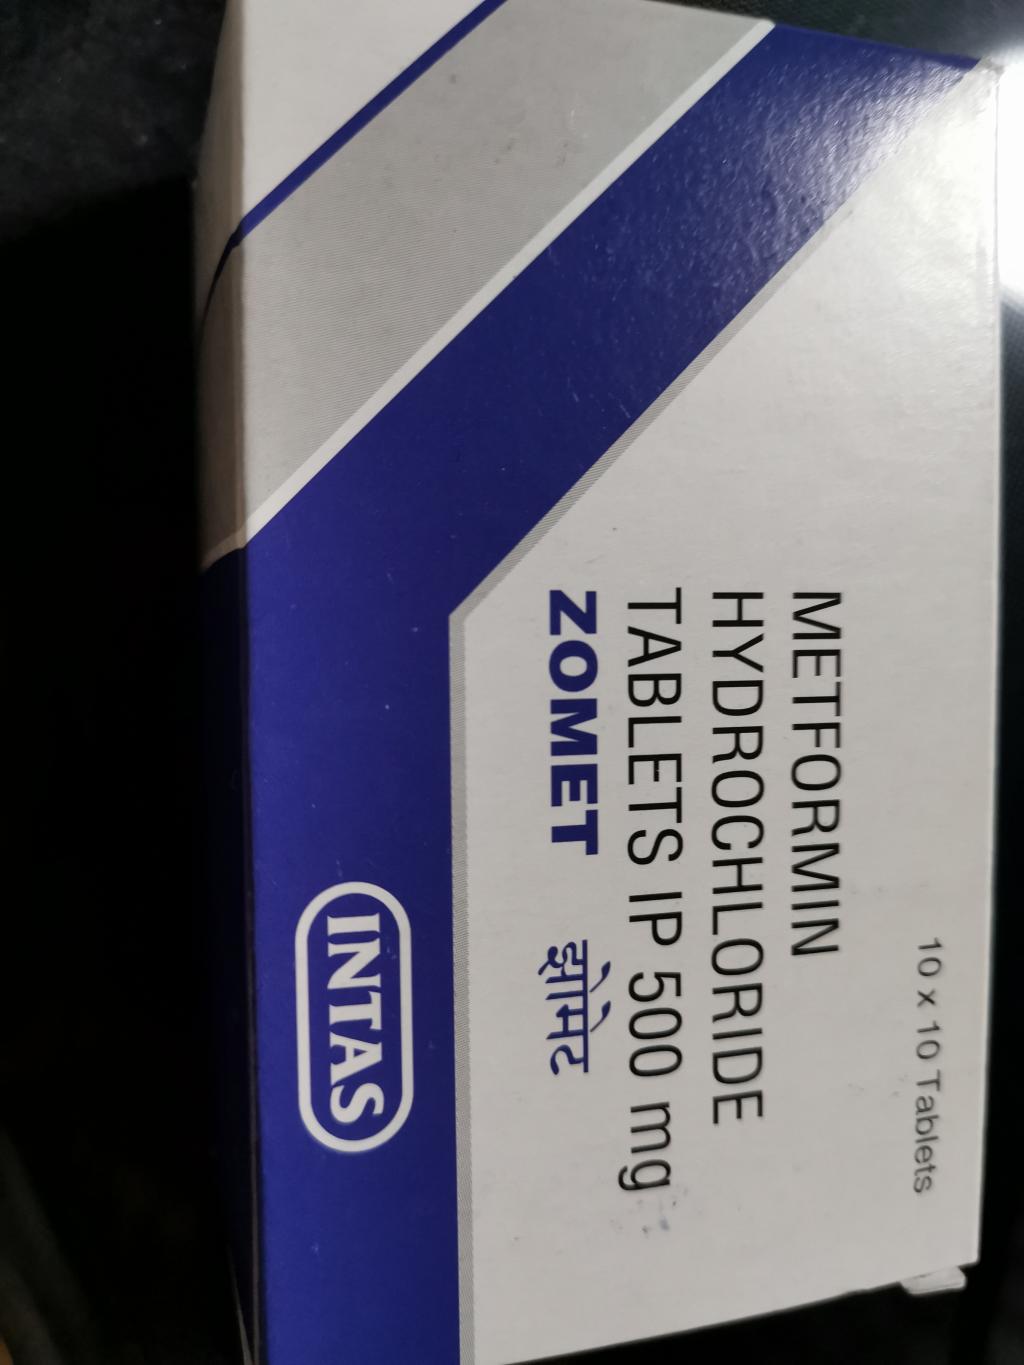 10 x 10 Tablets
METFORMIN
HYDROCHLORIDE
TABLETS IP 500 mg
ZOMET झोमेट
INTAS